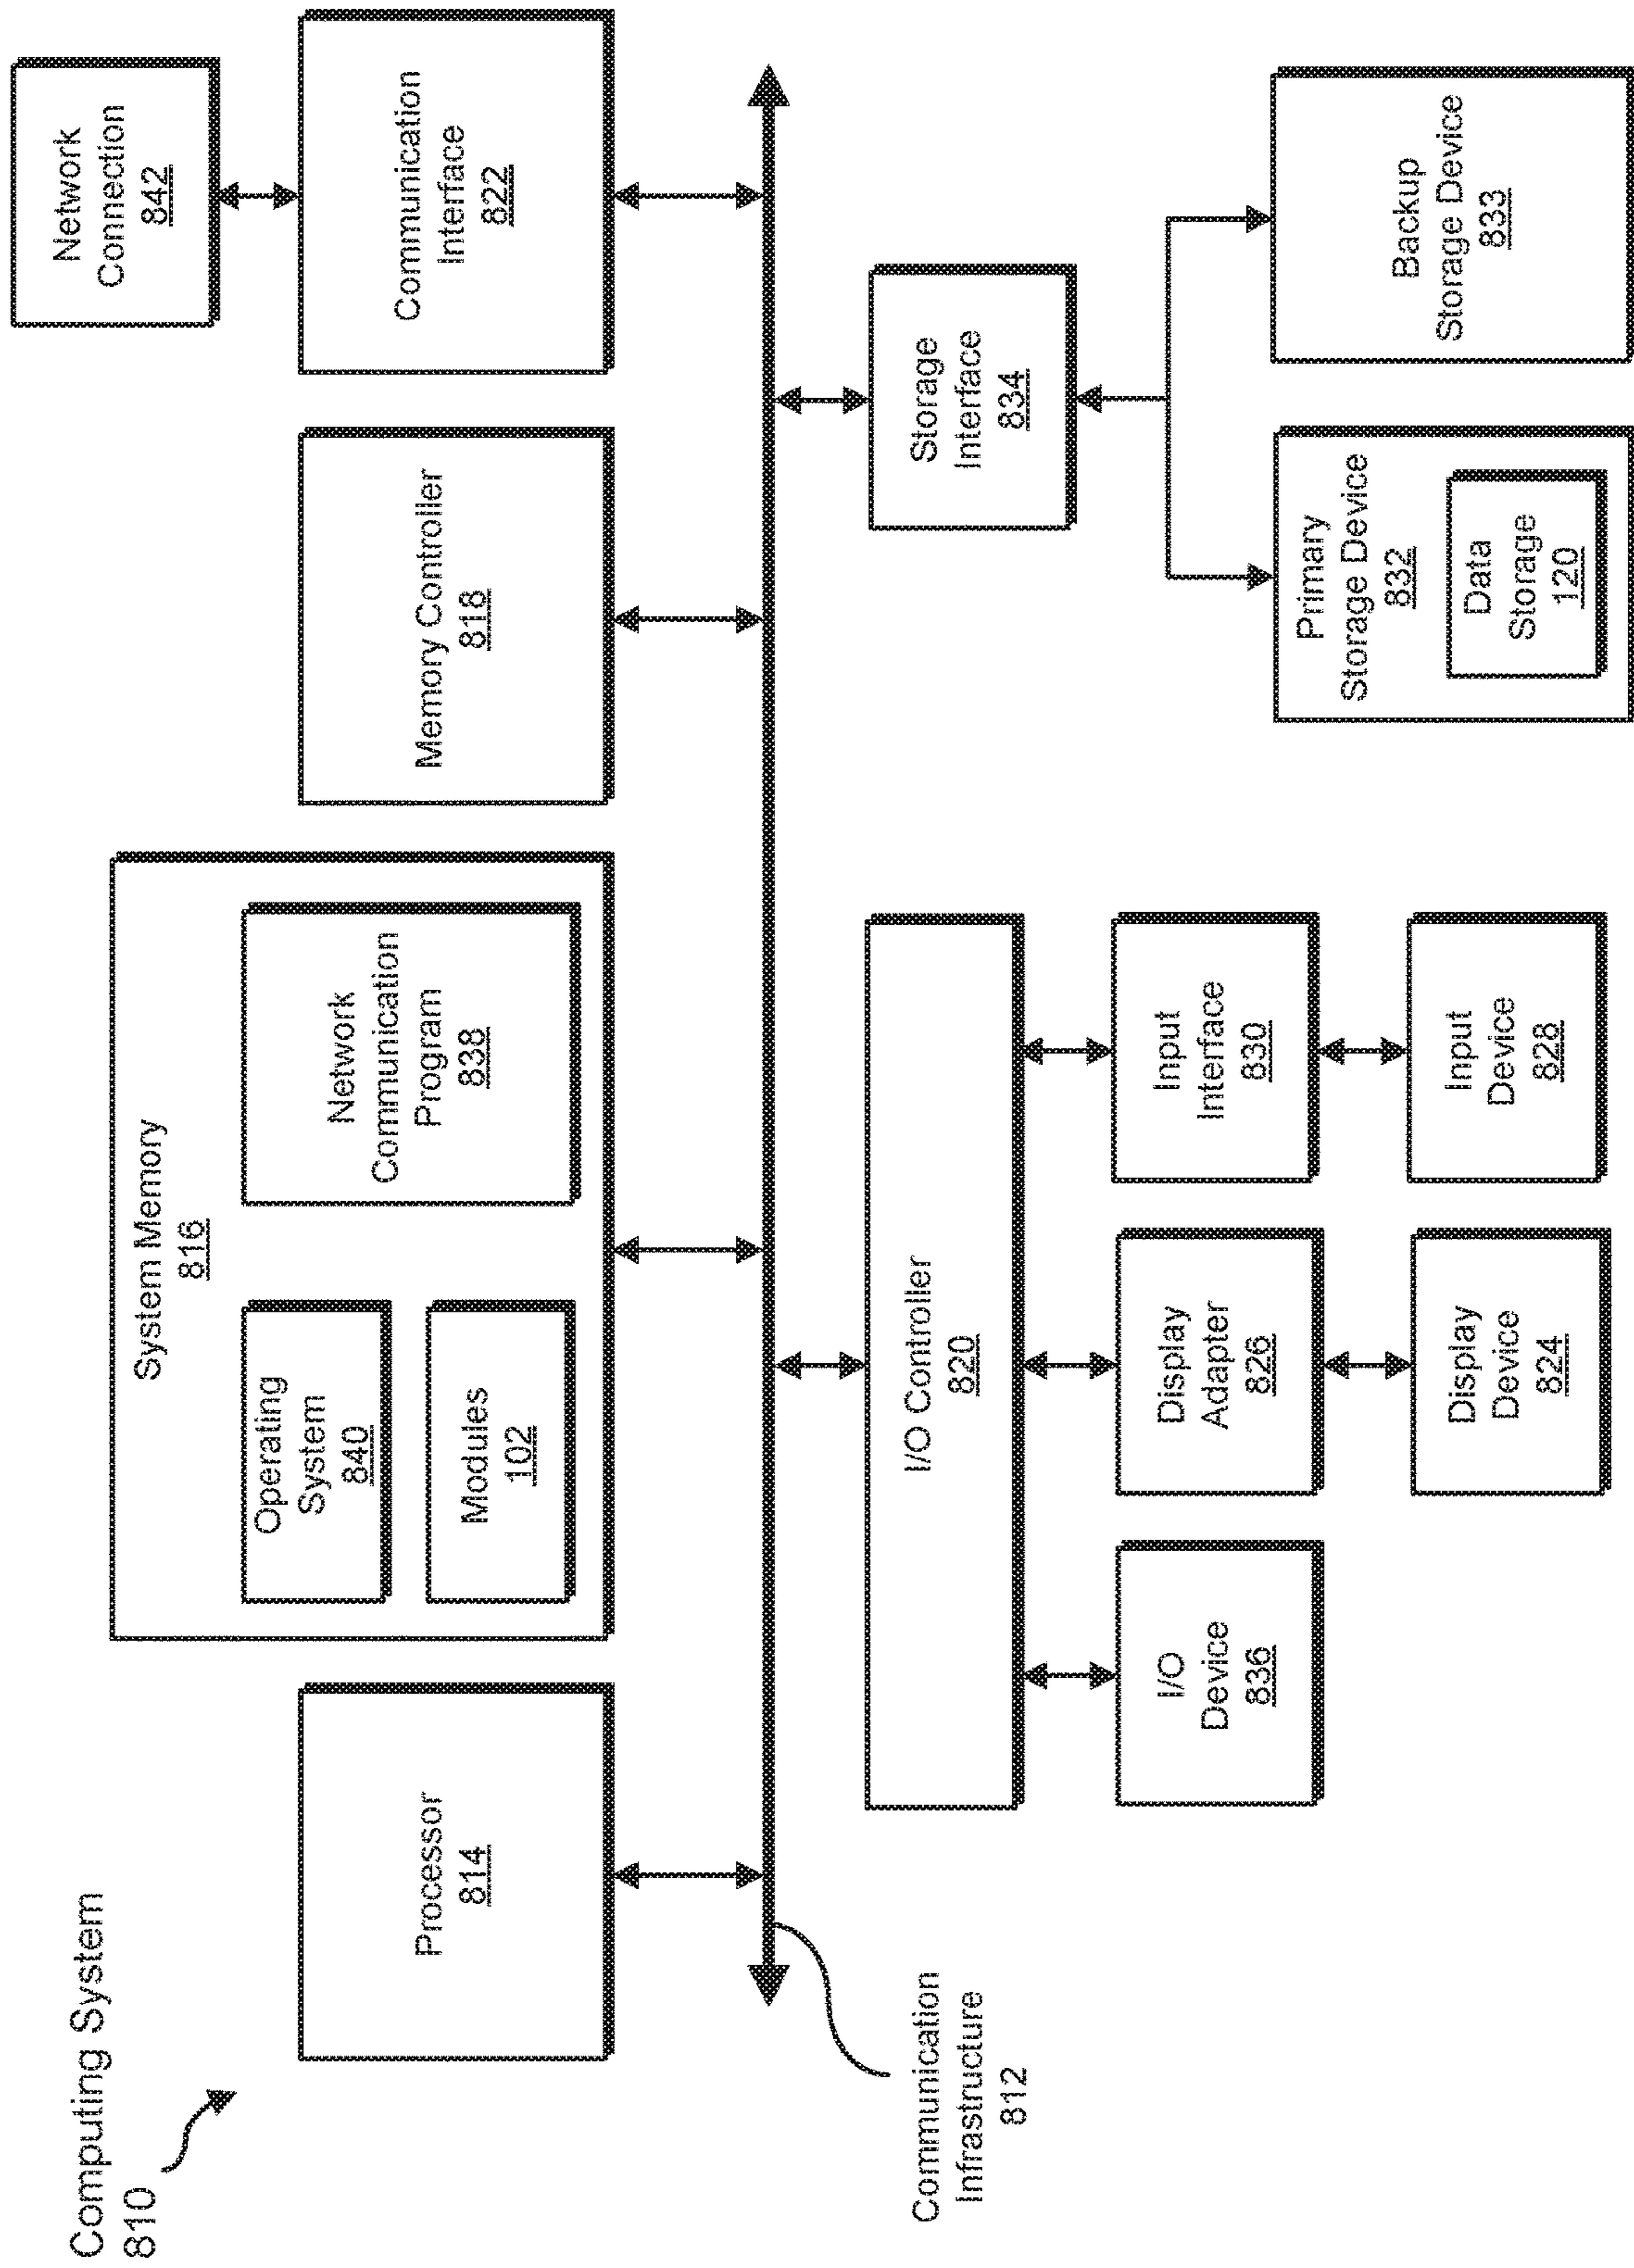 Computing System
810
Processor
814
System Memory
816
Operating
System
840
Modules
102
Network
Communication
Program
838
Memory Controller
818
Communication
Interface
822
Network
Connection
842
Communication
Infrastructure
812
I/O Controller
820
I/O
Device
836
Display
Adapter
826
Display
Device
824
Input
Interface
830
Input
Device
828
Storage
Interface
834
Primary
Storage Device
832
Data
Storage
120
Backup
Storage Device
833